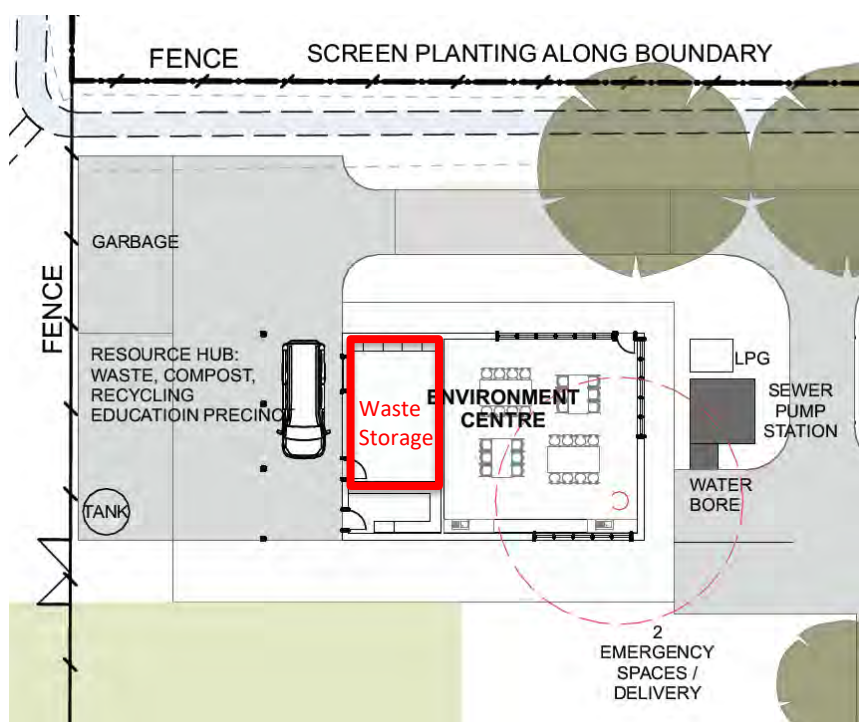 FENCE
SCREEN PLANTING ALONG BOUNDARY
GARBAGE
FENCE
RESOURCE HUB:
WASTE, COMPOST,
RECYCLING
EDUCATIOIN PRECINCT
Waste
Storage
ENVIRONMENT
CENTRE
LPG
SEWER
PUMP
STATION
WATER
BORE
TANK
2
EMERGENCY
SPACES /
DELIVERY